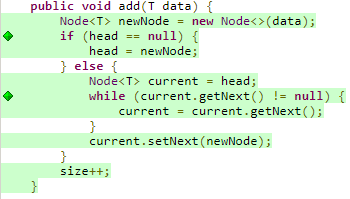 public void add(T data) {
    Node<T> newNode = new Node<>(data);
    if (head == null) {
        head = newNode;
    } else {
        Node<T> current = head;
        while (current.getNext() != null) {
            current = current.getNext();
        }
        current.setNext(newNode);
    }
    size++;
}